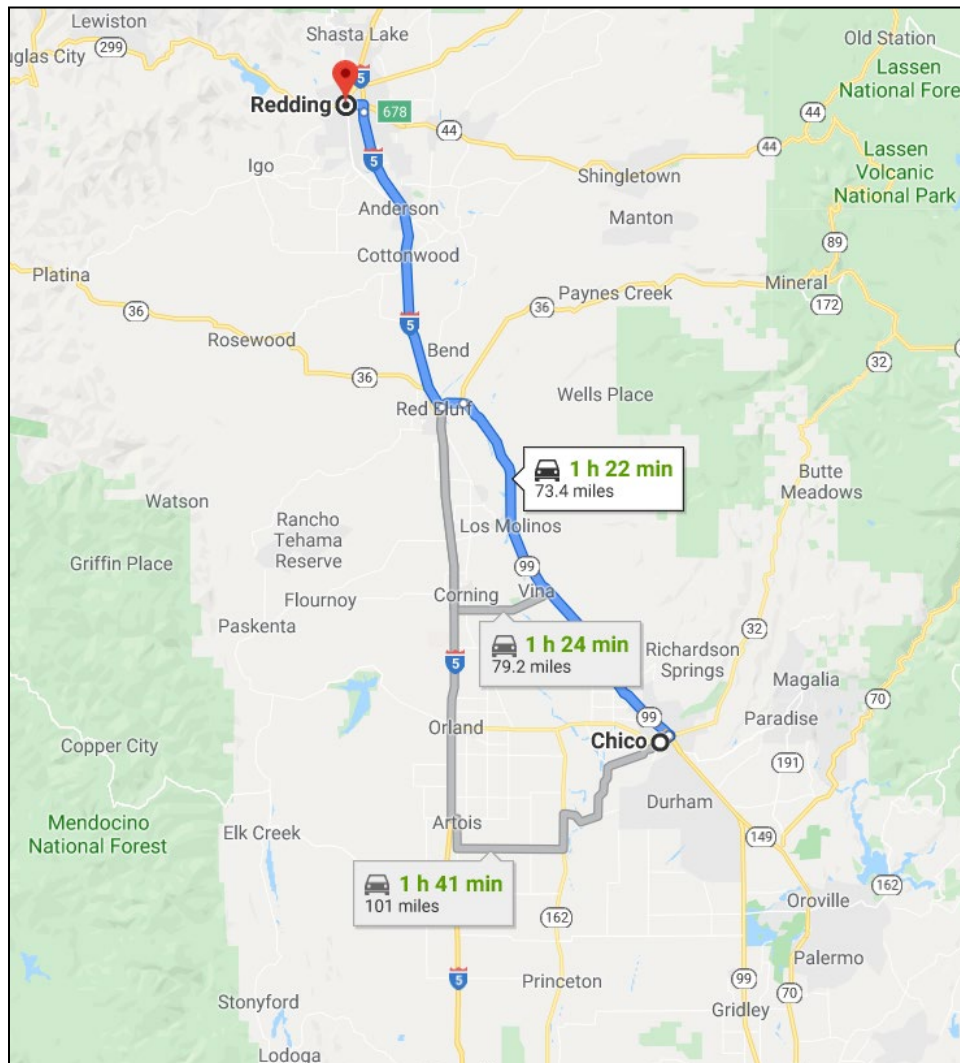 Lewiston
Shasta Lake
Old Station
uglas City
299
5
Lassen
National Fore
Redding
678
44
44
44
5
Igo
Shingletown
Lassen
Volcanic
National Park
Anderson
Manton
89
Cottonwood
Platina
Paynes Creek
Mineral
36
36
172
5
Rosewood
Bend
32
36
Wells Place
Red Bluff
1 h 22 min
73.4 miles
Butte
Meadows
Watson
Rancho
Tehama
Reserve
Los Molinos
Griffin Place
99
Flournoy
Corning
Vina
Paskenta
32
1 h 24 min
79.2 miles
Richardson
Springs
5
Magalia
70
99
Paradise
Orland
Copper City
Chico
191
Durham
Mendocino
National Forest
Elk Creek
Artois
149
1 h 41 min
101 miles
162
Oroville
162
Palermo
5
Princeton
99
70
Stonyford
Gridley
Lodoga